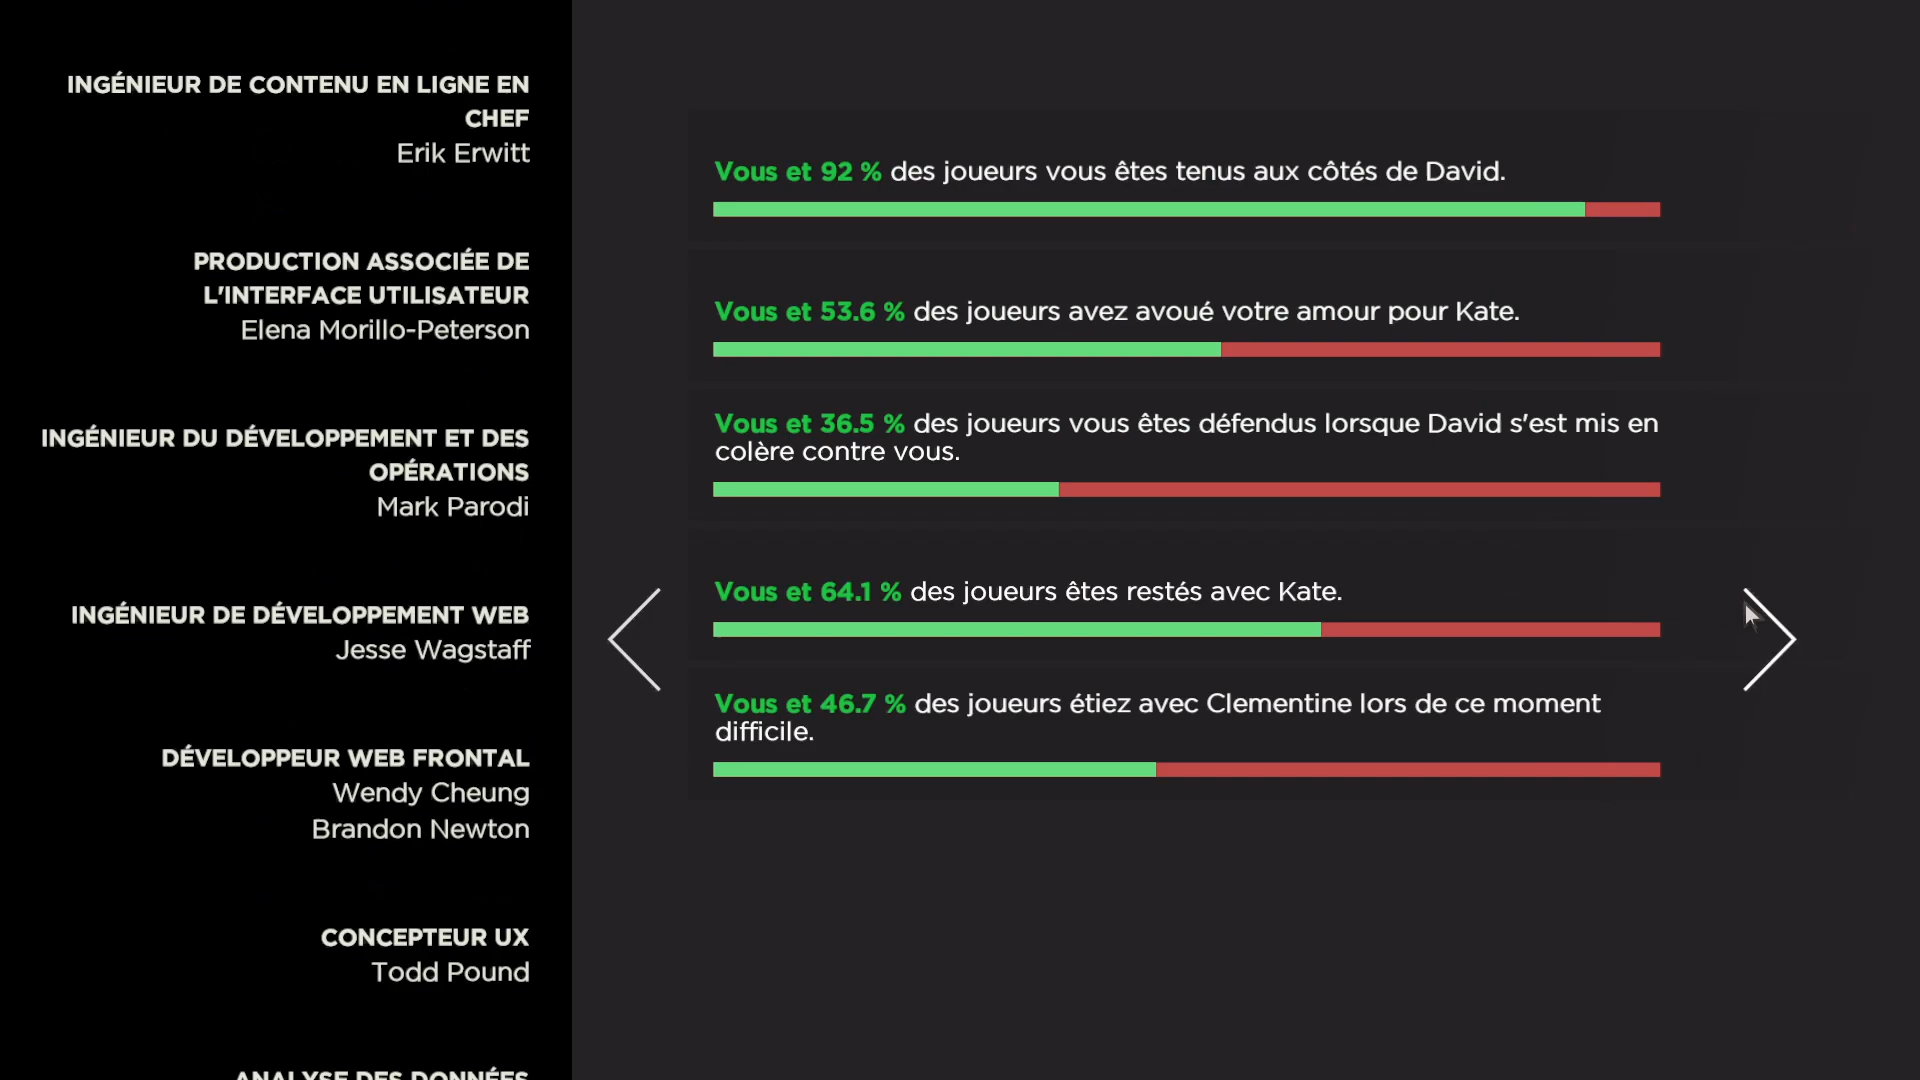 INGÉNIEUR DE CONTENU EN LIGNE EN
CHEF
Erik Erwitt
PRODUCTION ASSOCIÉE DE
L'INTERFACE UTILISATEUR
Elena Morillo-Peterson
INGÉNIEUR DU DÉVELOPPEMENT ET DES
OPÉRATIONS
Mark Parodi
INGÉNIEUR DE DÉVELOPPEMENT WEB
Jesse Wagstaff
DÉVELOPPEUR WEB FRONTAL
Wendy Cheung
Brandon Newton
CONCEPTEUR UX
Todd Pound
ANALYSE DES DONNÉES
Vous et 92 % des joueurs vous êtes tenus aux côtés de David.
Vous et 53.6 % des joueurs avez avoué votre amour pour Kate.
Vous et 36.5 % des joueurs vous êtes défendus lorsque David s'est mis en
colère contre vous.
Vous et 64.1 % des joueurs êtes restés avec Kate.
Vous et 46.7 % des joueurs étiez avec Clementine lors de ce moment
difficile.